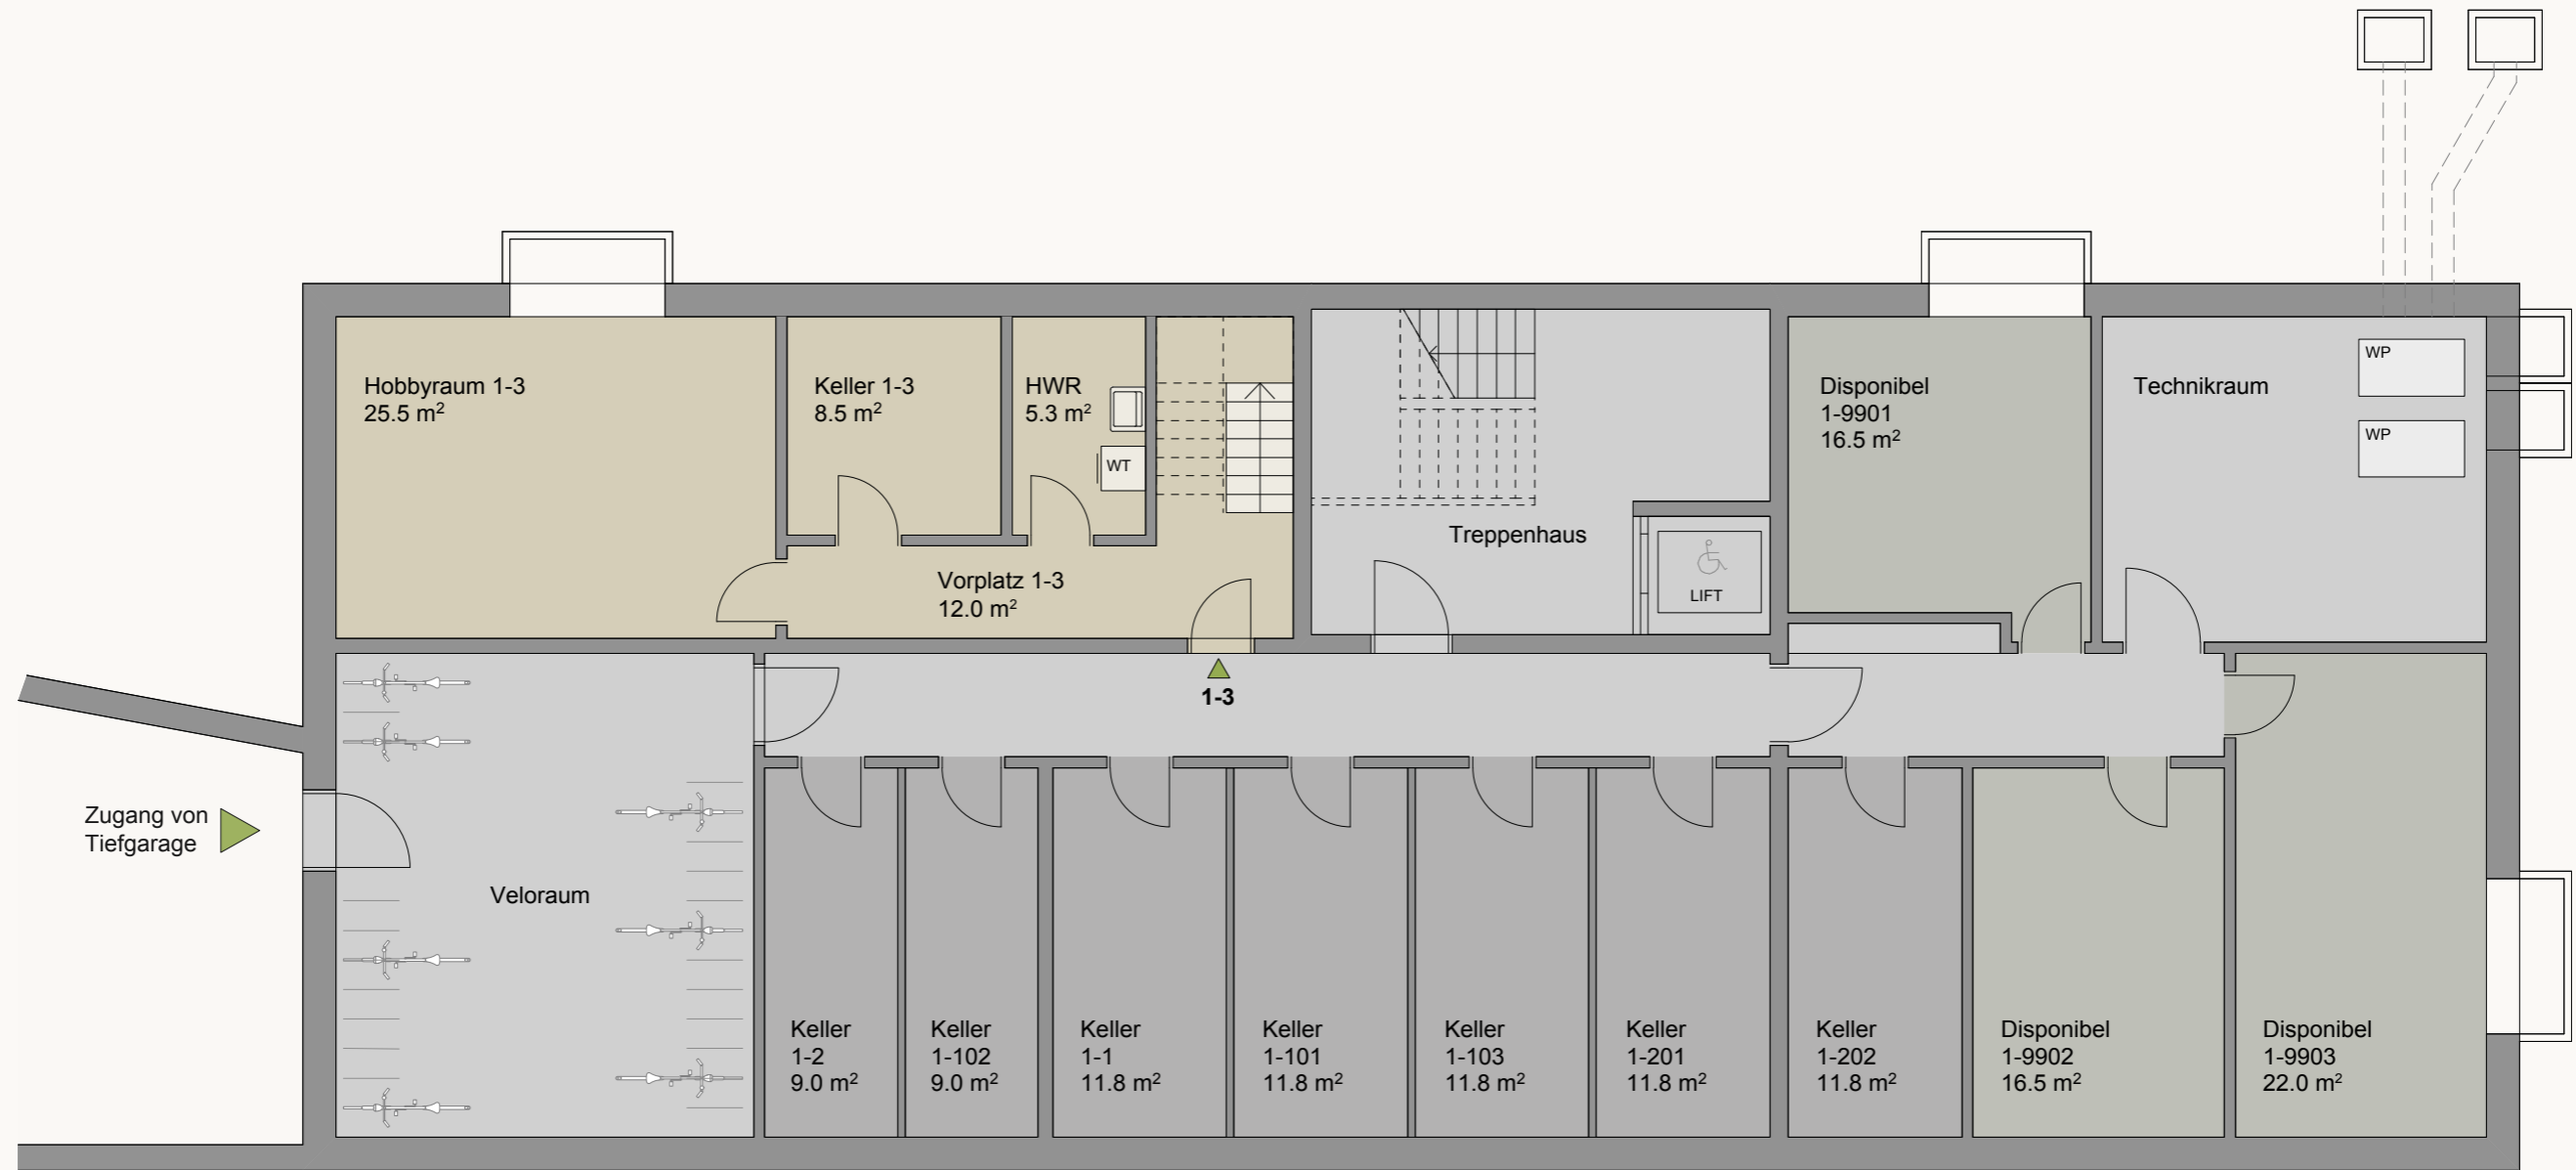 Hobbyraum 1-3
25.5 m²
Keller 1-3
8.5 m²
HWR
5.3 m²
WT
Vorplatz 1-3
12.0 m²
Treppenhaus
LIFT
Disponibel
1-9901
16.5 m²
Technikraum
WP
WP
1-3
Zugang von
Tiefgarage
Veloraum
Keller
1-2
9.0 m²
Keller
1-102
9.0 m²
Keller
1-1
11.8 m²
Keller
1-101
11.8 m²
Keller
1-103
11.8 m²
Keller
1-201
11.8 m²
Keller
1-202
11.8 m²
Disponibel
1-9902
16.5 m²
Disponibel
1-9903
22.0 m²